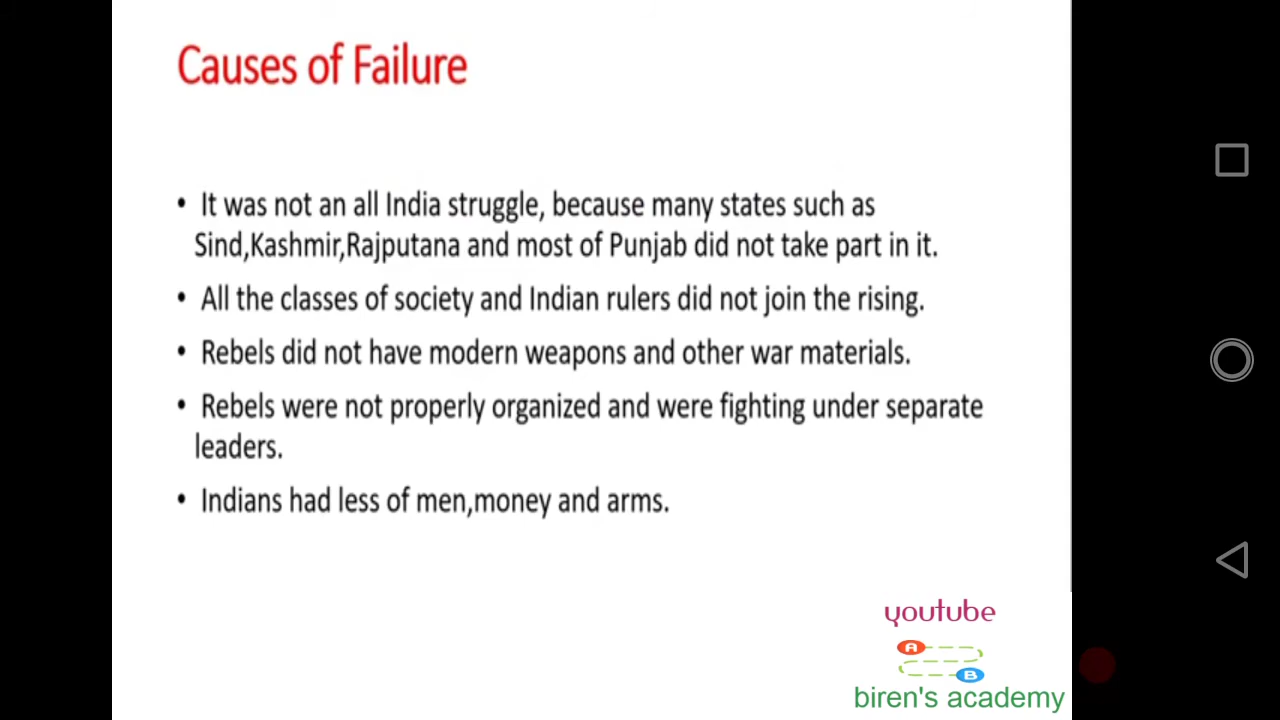 Causes of Failure
• It was not an all India struggle, because many states such as
Sind,Kashmir,Rajputana and most of Punjab did not take part in it.
• All the classes of society and Indian rulers did not join the rising.
• Rebels did not have modern weapons and other war materials.
• Rebels were not properly organized and were fighting under separate
leaders.
• Indians had less of men,money and arms.
youtube
A
B
biren's academy